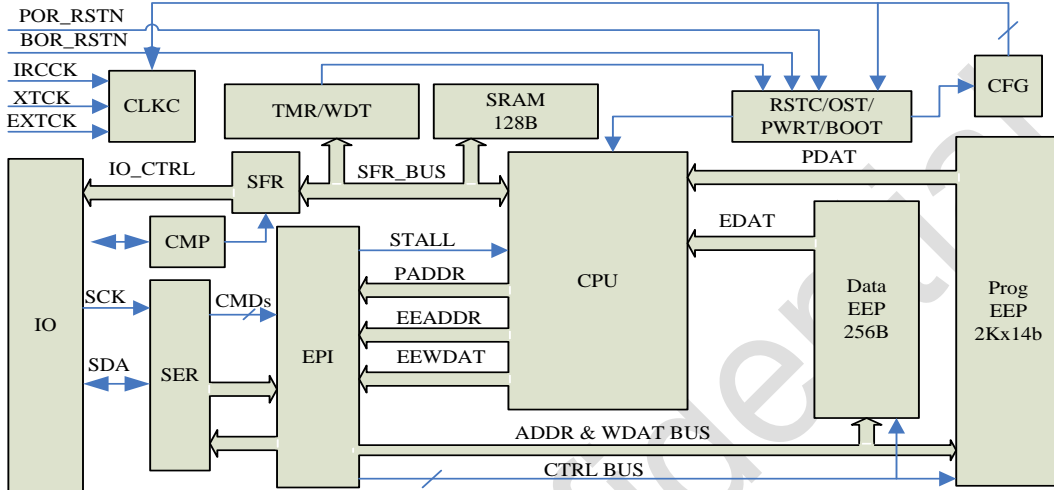 POR_RSTN
BOR_RSTN
IRCCK
XTCK
EXTCK
CLKC
TMR/WDT
SRAM
128B
RSTC/OST/
PWRT/BOOT
CFG
IO_CTRL
SFR
SFR_BUS
PDAT
CMP
STALL
EDAT
PADDR
CPU
Data
EEP
256B
Prog
EEP
2Kx14b
IO
SCK
CMDs
EEADDR
SDA
SER
EPI
EEWDAT
ADDR & WDAT BUS
CTRL BUS